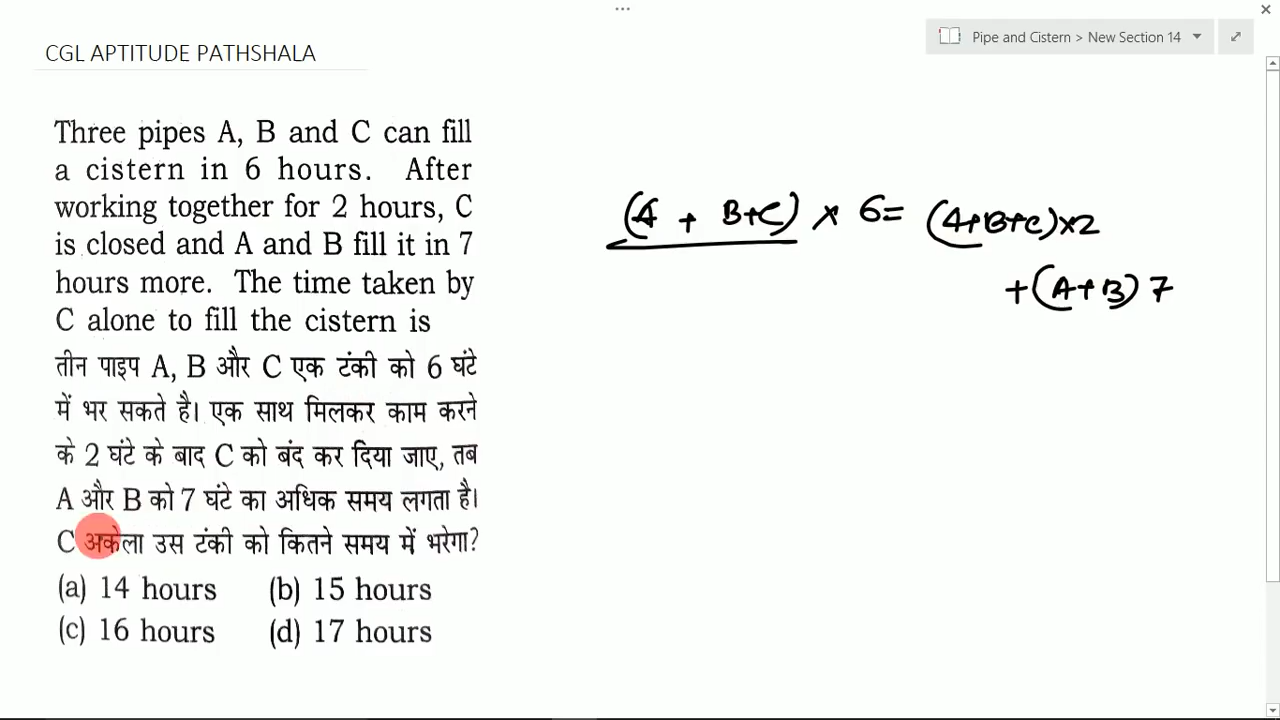 CGL APTITUDE PATHSHALA
Pipe and Cistern > New Section 14
Three pipes A, B and C can fill
a cistern in 6 hours. After
working together for 2 hours, C
is closed and A and B fill it in 7
hours more. The time taken by
C alone to fill the cistern is
तीन पाइप A, B और C एक टंकी को 6 घंटे
में भर सकते है। एक साथ मिलकर काम करने
के 2 घंटे के बाद C को बंद कर दिया जाए, तब
A और B को 7 घंटे का अधिक समय लगता है।
C अकेला उस टंकी को कितने समय में भरेगा?
(a) 14 hours (b) 15 hours
(c) 16 hours (d) 17 hours
(A + B+C) × 6= (A+B+C)×2
+(A+B) 7